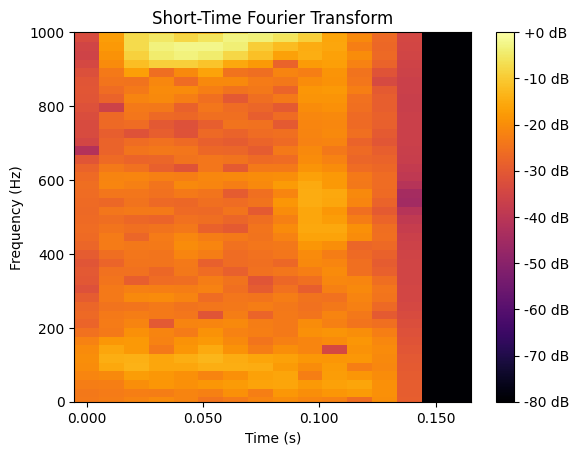 Short-Time Fourier Transform
1000
800
600
400
200
0
Frequency (Hz)
0.000
0.050
0.100
0.150
Time (s)
+0 dB
-10 dB
-20 dB
-30 dB
-40 dB
-50 dB
-60 dB
-70 dB
-80 dB